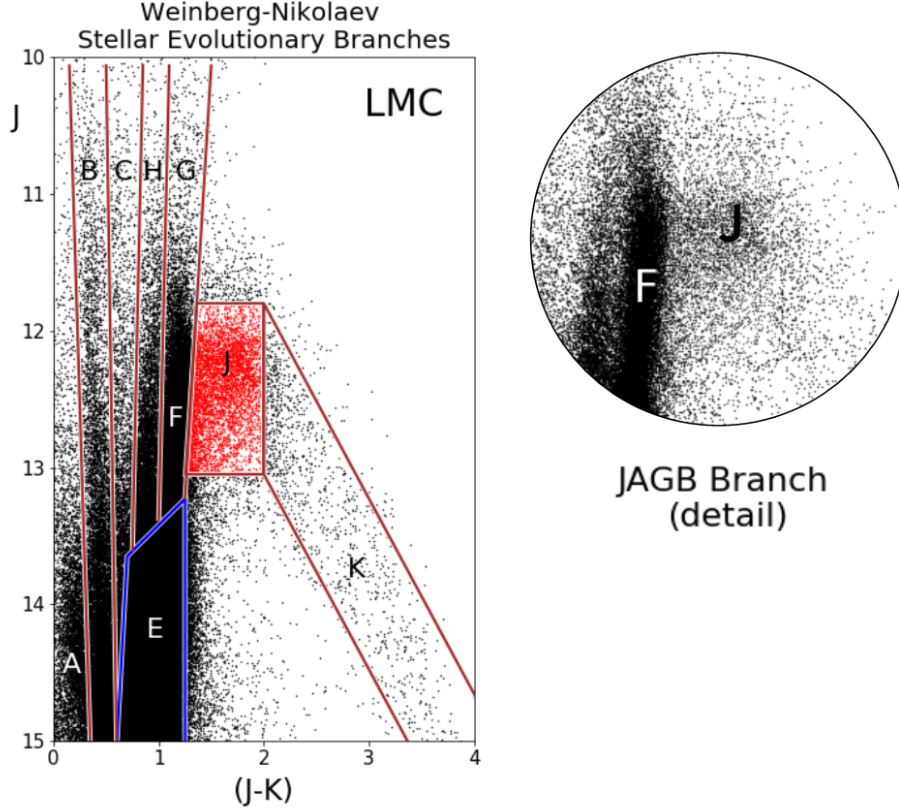 Weinberg-Nikolaev
Stellar Evolutionary Branches
10
J
LMC
B C H G
11
J
F
12
J
F
13
JAGB Branch
(detail)
K
14
E
A
15
0 1 2 3 4
(J-K)